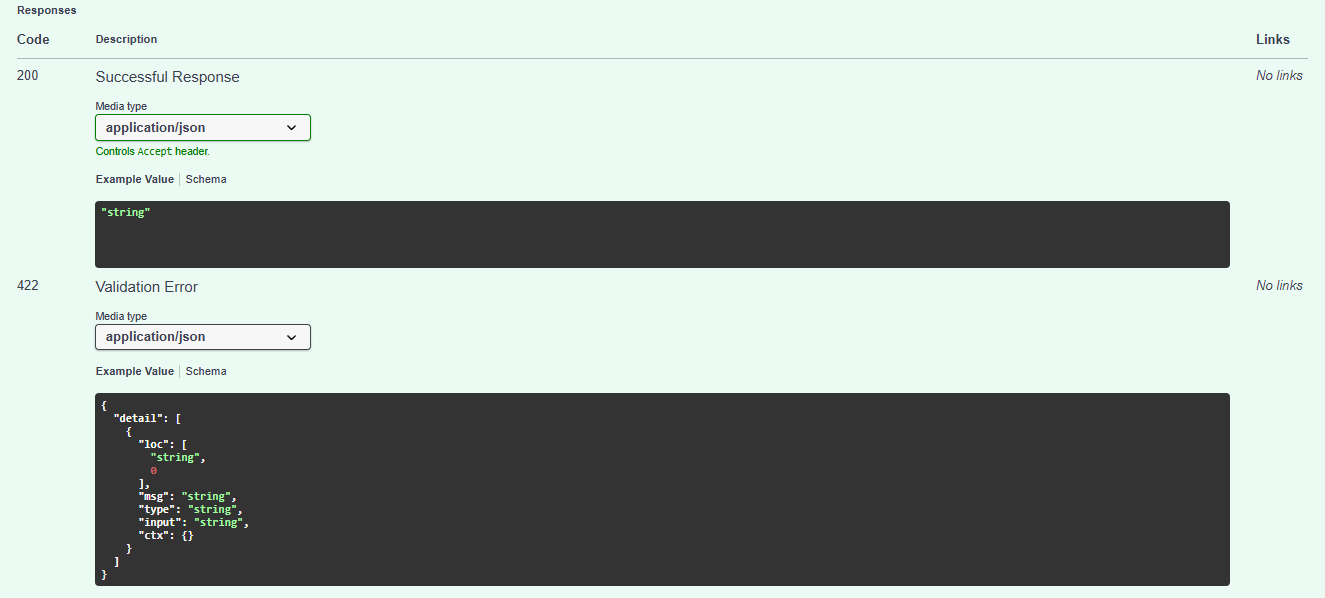 Responses
Code Description Links
200 Successful Response No links
Media type
application/json
Controls Accept header.
Example Value Schema
"string"
422 Validation Error No links
Media type
application/json
Example Value Schema
{
  "detail": [
    {
      "loc": [
        "string",
        0
      ],
      "msg": "string",
      "type": "string",
      "input": "string",
      "ctx": {}
    }
  ]
}